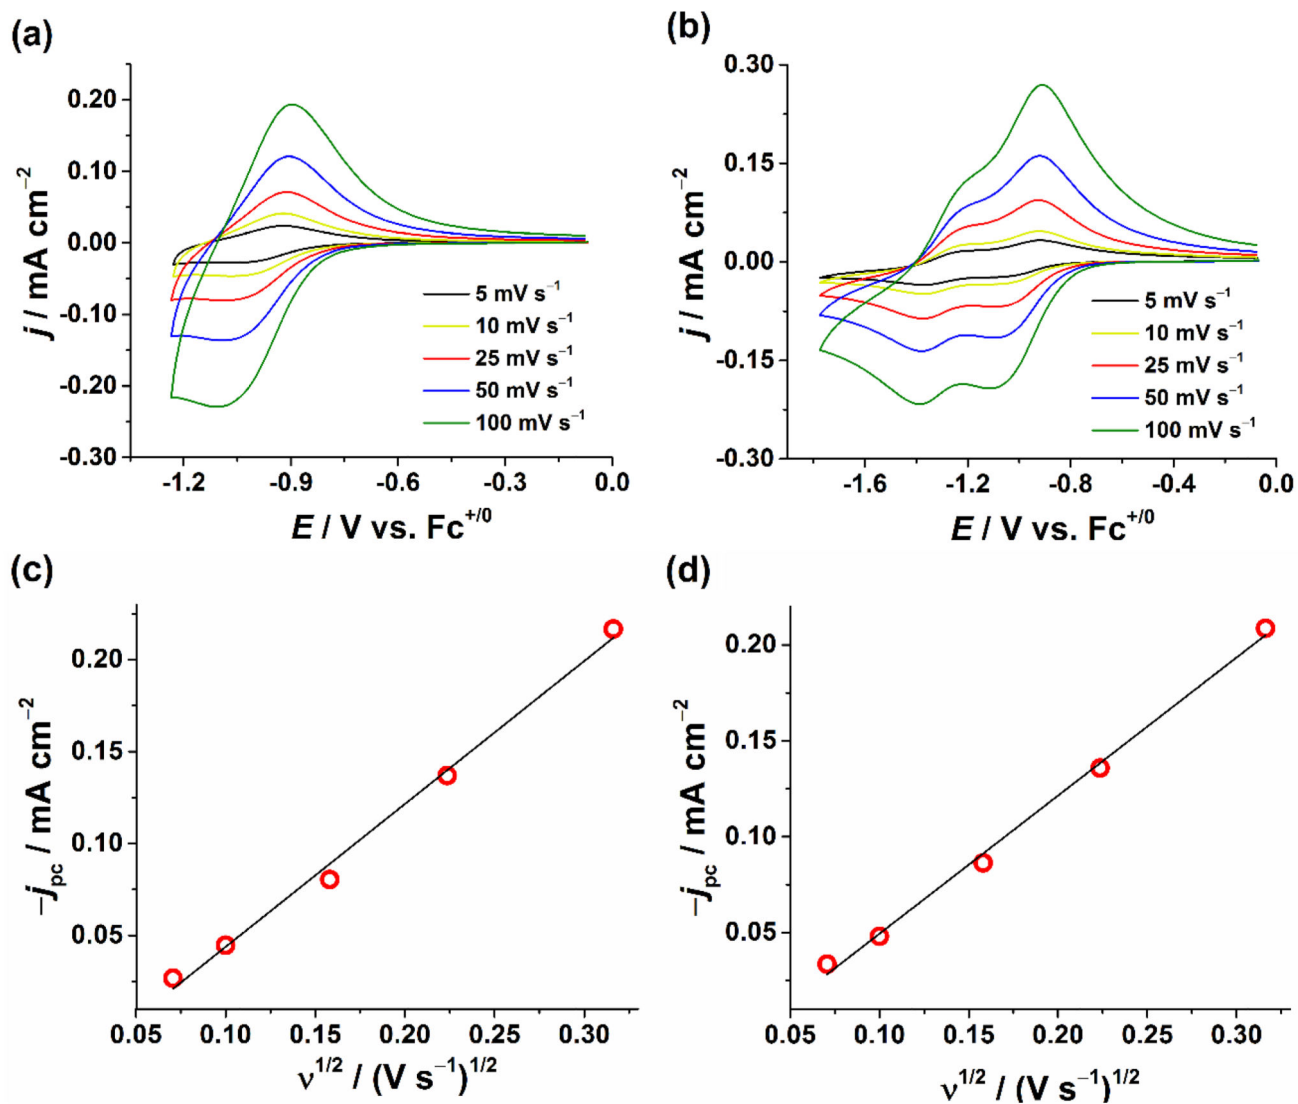 (a)
0.20
0.10
0.00
-0.10
-0.20
-0.30
j / mA cm⁻²
5 mV s⁻¹
10 mV s⁻¹
25 mV s⁻¹
50 mV s⁻¹
100 mV s⁻¹
-1.2 -0.9 -0.6 -0.3 0.0
E / V vs. Fc⁺/⁰
(b)
0.30
0.15
0.00
-0.15
-0.30
j / mA cm⁻²
5 mV s⁻¹
10 mV s⁻¹
25 mV s⁻¹
50 mV s⁻¹
100 mV s⁻¹
-1.6 -1.2 -0.8 -0.4 0.0
E / V vs. Fc⁺/⁰
(c)
0.20
0.15
0.10
0.05
−jpc / mA cm⁻²
0.05 0.10 0.15 0.20 0.25 0.30
ν¹/² / (V s⁻¹)¹/²
(d)
0.20
0.15
0.10
0.05
−jpc / mA cm⁻²
0.05 0.10 0.15 0.20 0.25 0.30
ν¹/² / (V s⁻¹)¹/²